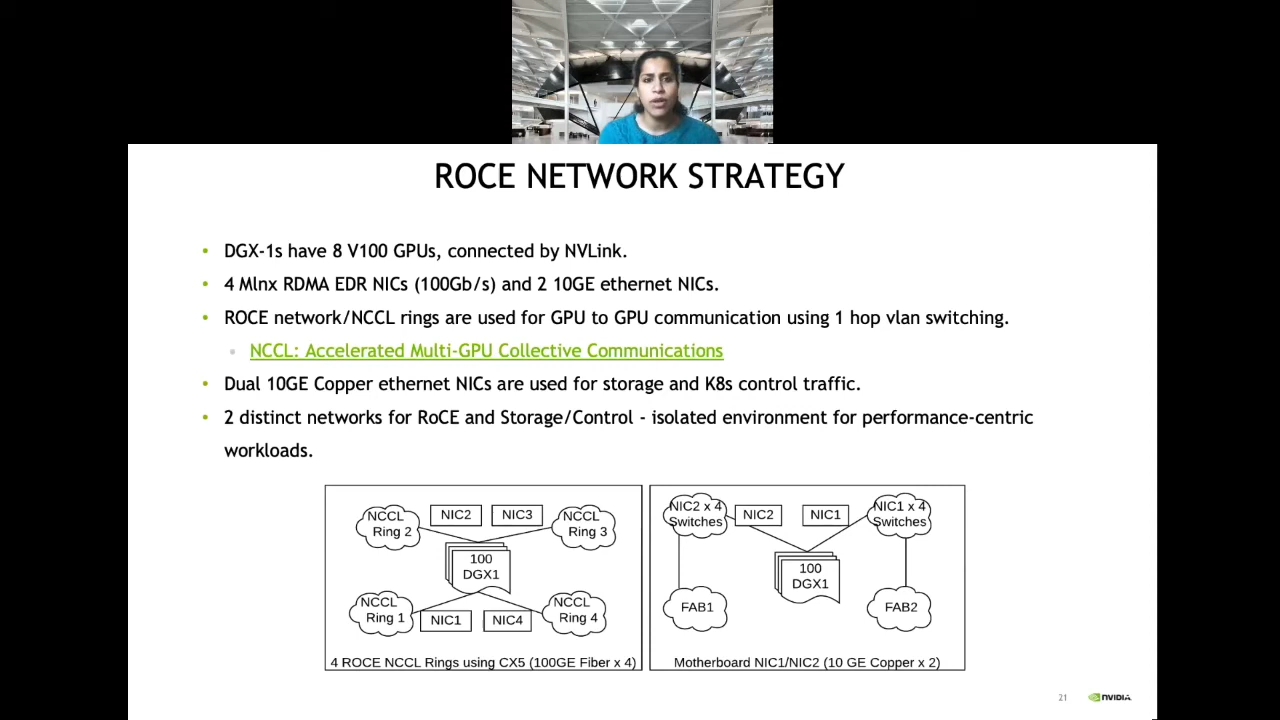 ROCE NETWORK STRATEGY
• DGX-1s have 8 V100 GPUs, connected by NVLink.
• 4 Mlnx RDMA EDR NICs (100Gb/s) and 2 10GE ethernet NICs.
• ROCE network/NCCL rings are used for GPU to GPU communication using 1 hop vlan switching.
NCCL: Accelerated Multi-GPU Collective Communications
• Dual 10GE Copper ethernet NICs are used for storage and K8s control traffic.
• 2 distinct networks for RoCE and Storage/Control - isolated environment for performance-centric
workloads.
NCCL
Ring 2
NIC2
NIC3
NCCL
Ring 3
100
DGX1
NCCL
Ring 1
NIC1
NIC4
NCCL
Ring 4
4 ROCE NCCL Rings using CX5 (100GE Fiber x 4)
NIC2 x 4
Switches
NIC2
NIC1
NIC1 x 4
Switches
100
DGX1
FAB1
FAB2
Motherboard NIC1/NIC2 (10 GE Copper x 2)
21
NVIDIA.